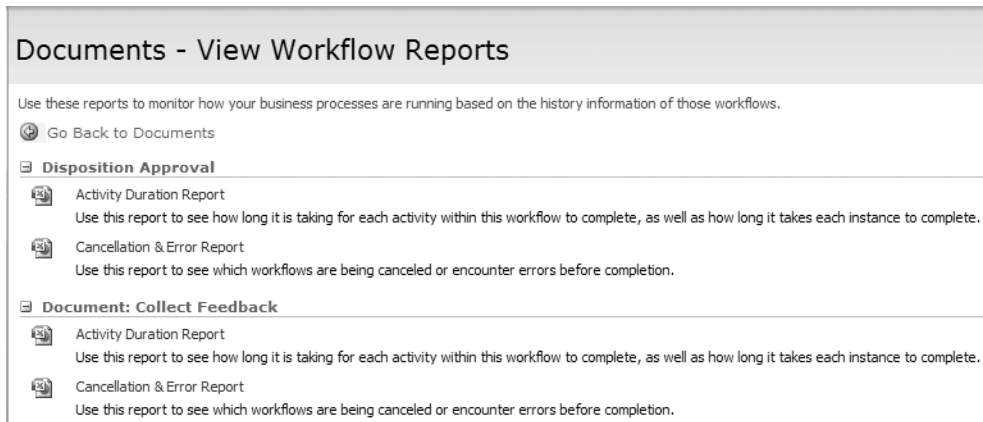 Documents - View Workflow Reports
Use these reports to monitor how your business processes are running based on the history information of those workflows.
Go Back to Documents
Disposition Approval
Activity Duration Report
Use this report to see how long it is taking for each activity within this workflow to complete, as well as how long it takes each instance to complete.
Cancellation & Error Report
Use this report to see which workflows are being canceled or encounter errors before completion.
Document: Collect Feedback
Activity Duration Report
Use this report to see how long it is taking for each activity within this workflow to complete, as well as how long it takes each instance to complete.
Cancellation & Error Report
Use this report to see which workflows are being canceled or encounter errors before completion.